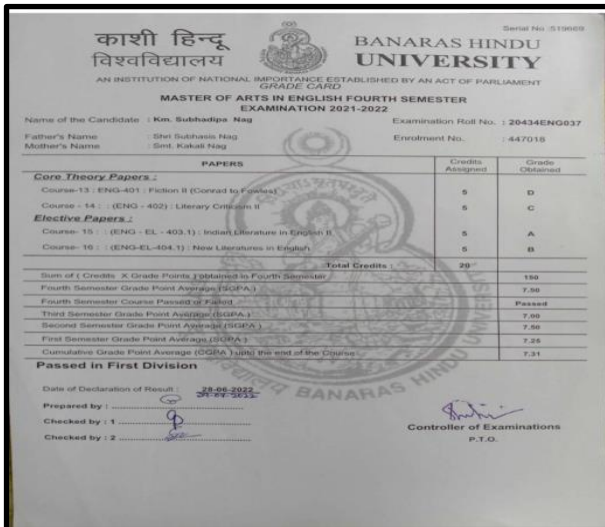 Serial No :519669
काशी हिन्दू
विश्वविद्यालय
BANARAS HINDU
UNIVERSITY
AN INSTITUTION OF NATIONAL IMPORTANCE ESTABLISHED BY AN ACT OF PARLIAMENT
GRADE CARD
MASTER OF ARTS IN ENGLISH FOURTH SEMESTER
EXAMINATION 2021-2022
Name of the Candidate : Km. Subhadipa Nag Examination Roll No. : 20434ENG037
Father's Name : Shri Subhasis Nag Enrolment No. : 447018
Mother's Name : Smt. Kakali Nag
PAPERS Credits Assigned Grade Obtained
Core Theory Papers :
Course-13 : ENG-401 : Fiction II (Conrad to Fowles) 5 D
Course - 14 : : (ENG - 402) : Literary Criticism II 5 C
Elective Papers :
Course- 15 : : (ENG - EL - 403.1) : Indian Literature in English II 5 A
Course- 16 : : (ENG-EL-404.1) : New Literatures in English 5 B
Total Credits : 20
Sum of ( Credits X Grade Points ) obtained in Fourth Semester 150
Fourth Semester Grade Point Average (SGPA ) 7.50
Fourth Semester Course Passed or Failed Passed
Third Semester Grade Point Average (SGPA ) 7.00
Second Semester Grade Point Average (SGPA ) 7.50
First Semester Grade Point Average (SGPA ) 7.25
Cumulative Grade Point Average (CGPA ) upto the end of the Course 7.31
Passed in First Division
Date of Declaration of Result : 28-06-2022
Prepared by :
Checked by : 1
Checked by : 2
Controller of Examinations
P.T.O.
BANARAS HINDU